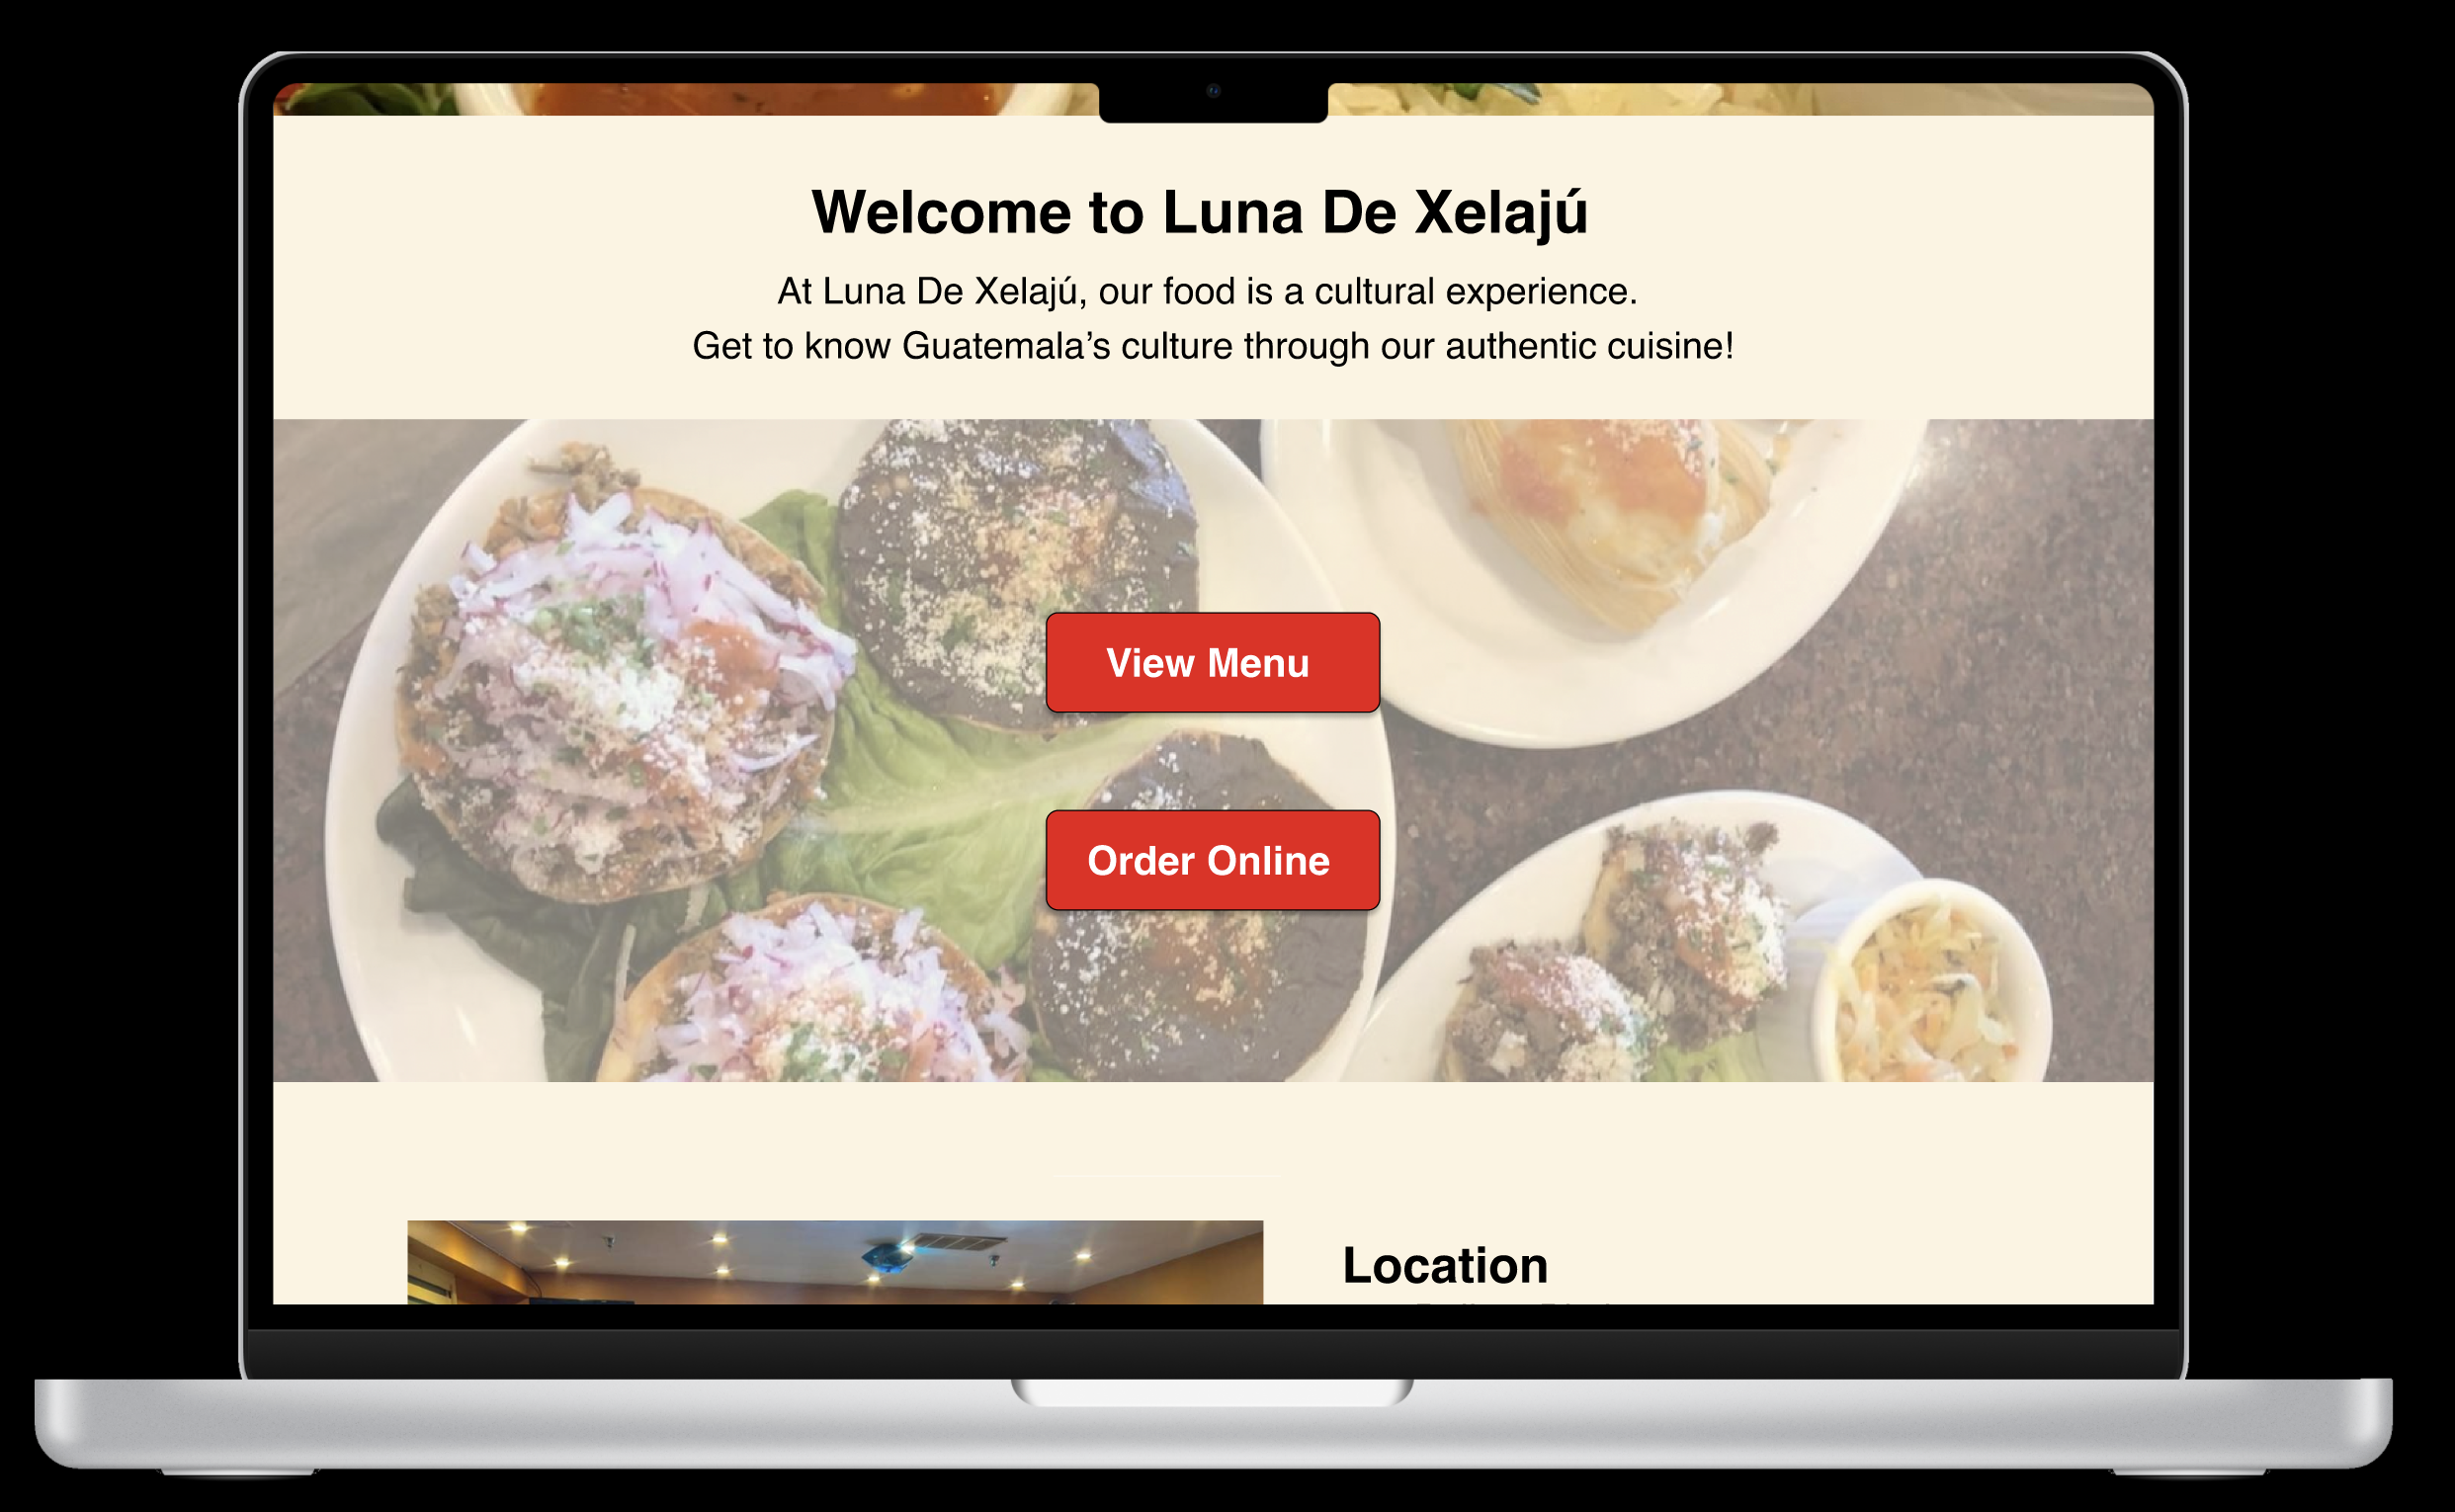 Welcome to Luna De Xelajú
At Luna De Xelajú, our food is a cultural experience.
Get to know Guatemala’s culture through our authentic cuisine!
View Menu
Order Online
Location